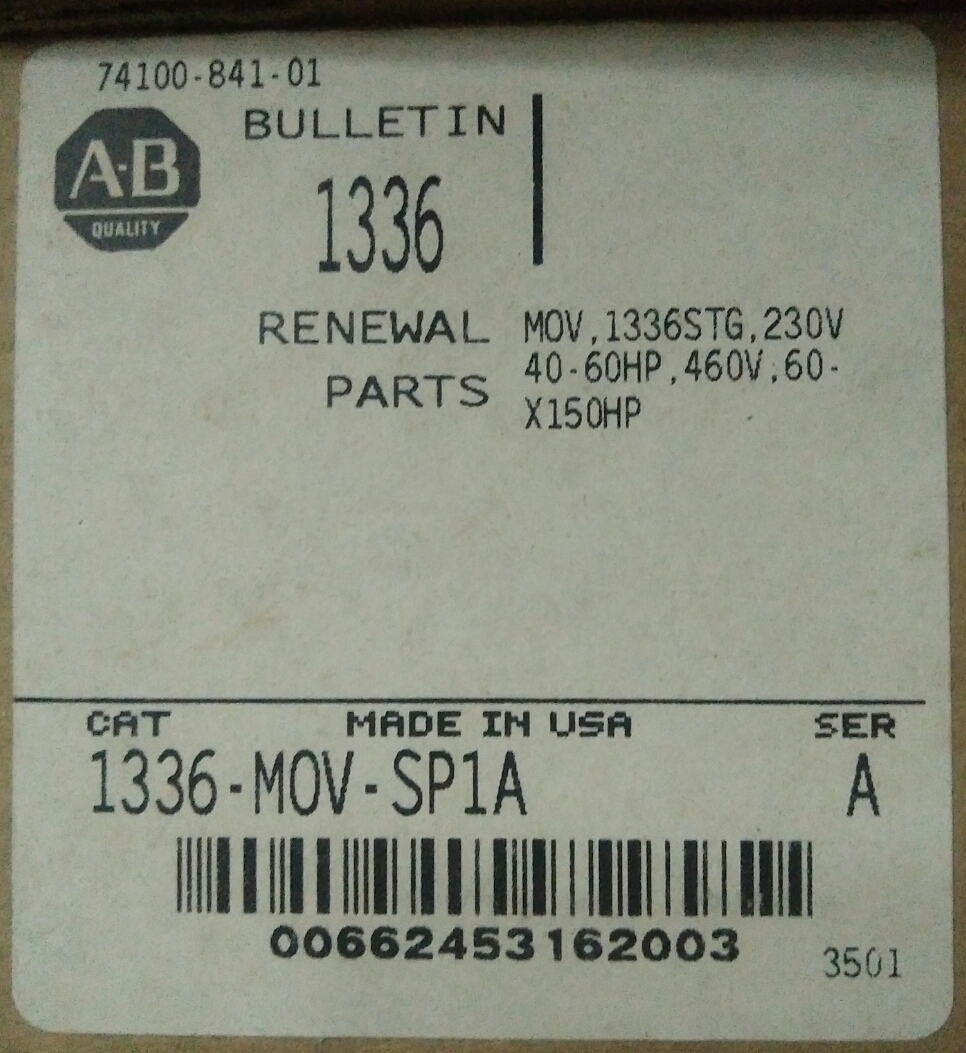 74100-841-01
A-B
QUALITY
BULLETIN
1336
RENEWAL
PARTS
MOV,1336STG,230V
40-60HP,460V,60-
X150HP
CAT MADE IN USA SER
1336-MOV-SP1A A
00662453162003
3501